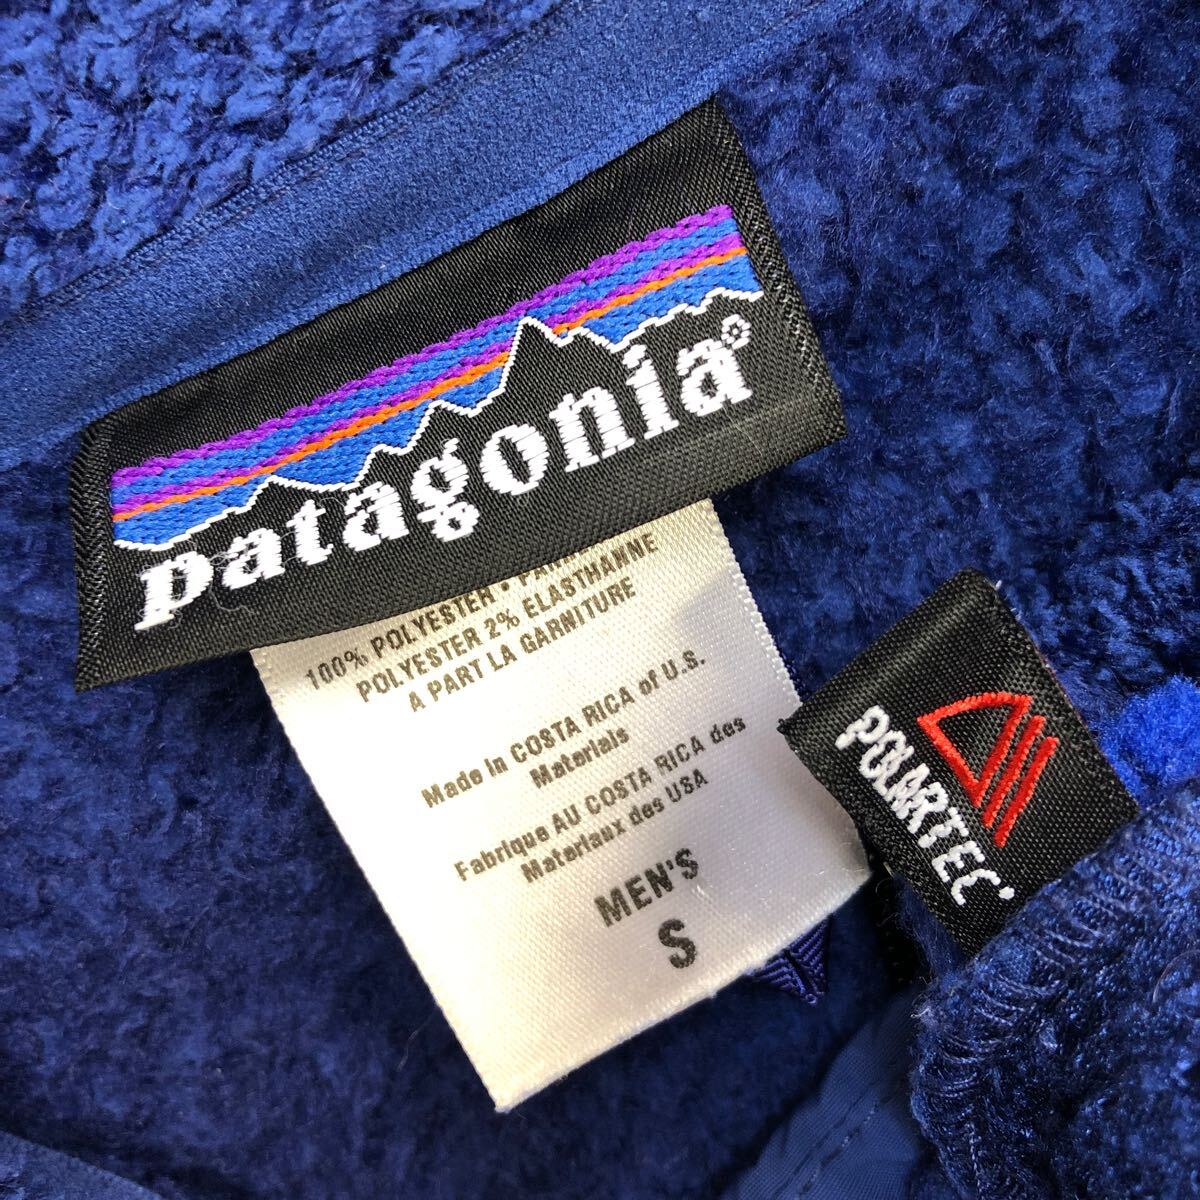 patagonia®
100% POLYESTER •
POLYESTER 2% ELASTHANNE
A PART LA GARNITURE
Made in COSTA RICA of U.S.
Materials
Fabrique AU COSTA RICA des
Materiaux des USA
MEN'S
S
POLARTEC